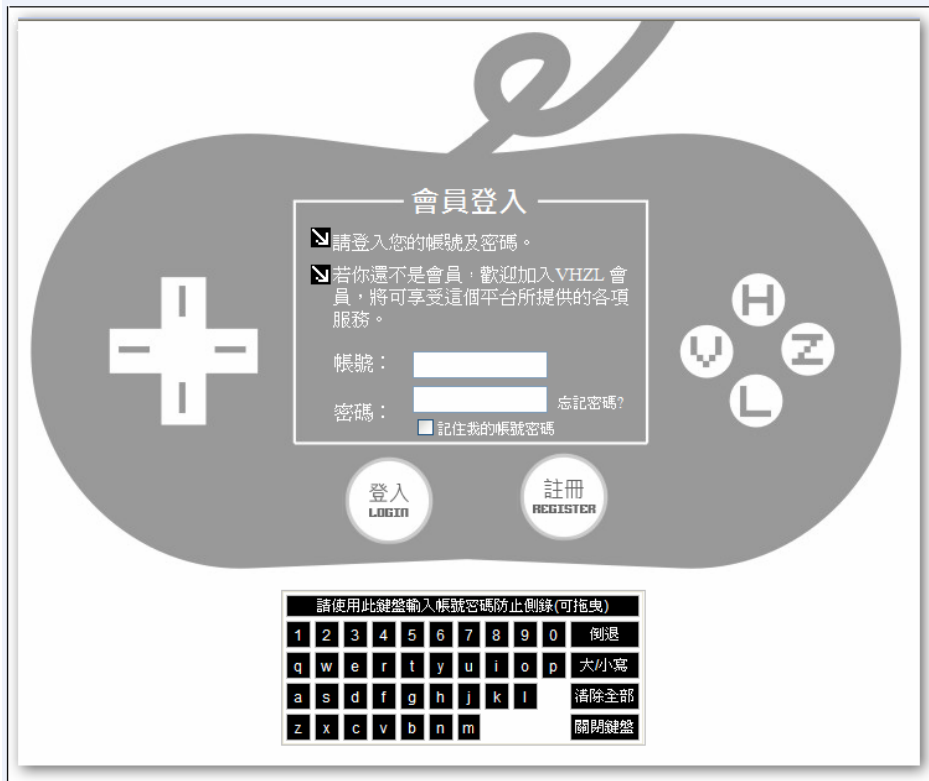 會員登入
請登入您的帳號及密碼。
若你還不是會員,歡迎加入VHZL 會
員,將可享受這個平台所提供的各項
服務。
帳號:
密碼:
忘記密碼?
記住我的帳號密碼
H
V Z
L
登入
LOGIN
註冊
REGISTER
請使用此鍵盤輸入帳號密碼防止側錄(可拖曳)
1 2 3 4 5 6 7 8 9 0 倒退
q w e r t y u i o p 大/小寫
a s d f g h j k l 清除全部
z x c v b n m 關閉鍵盤